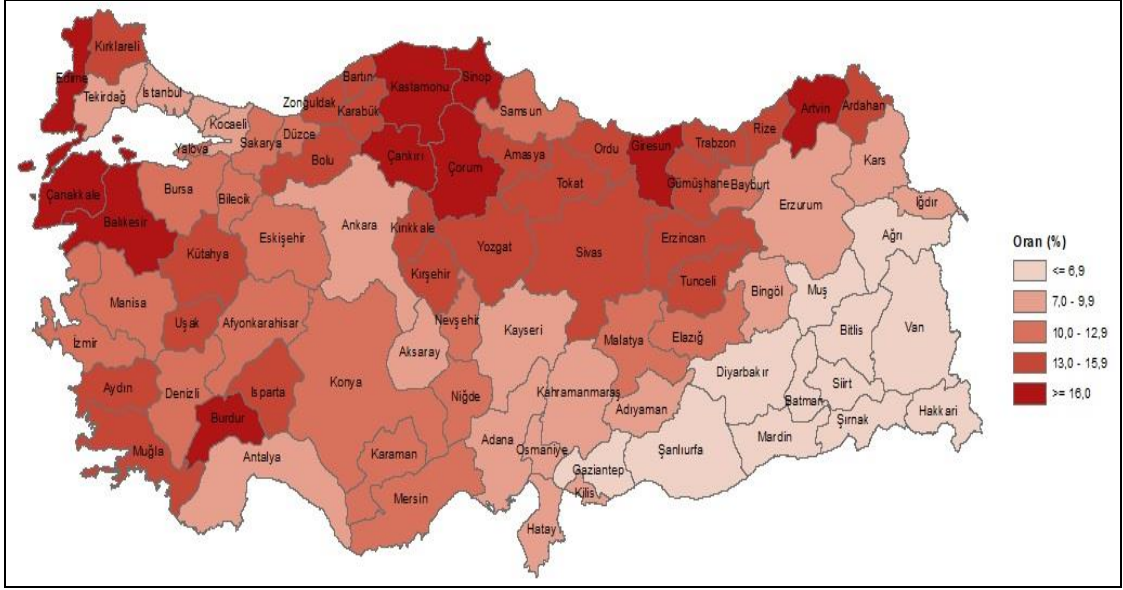 Kırklareli
Edirne
Tekirdağ
İstanbul
Kocaeli
Yalova
Sakarya
Düzce
Zonguldak
Bartın
Karabük
Kastamonu
Sinop
Samsun
Bolu
Çankırı
Çorum
Amasya
Ordu
Giresun
Trabzon
Rize
Artvin
Ardahan
Tokat
Gümüşhane
Bayburt
Kars
Iğdır
Erzurum
Ağrı
Çanakkale
Balıkesir
Bursa
Bilecik
Eskişehir
Ankara
Kırıkkale
Yozgat
Sivas
Erzincan
Kütahya
Kırşehir
Tunceli
Bingöl
Muş
Bitlis
Van
Manisa
Uşak
Afyonkarahisar
Nevşehir
Kayseri
Malatya
Elazığ
İzmir
Aksaray
Diyarbakır
Siirt
Batman
Aydın
Denizli
Isparta
Konya
Niğde
Kahramanmaraş
Adıyaman
Şırnak
Hakkari
Burdur
Mardin
Muğla
Antalya
Karaman
Adana
Osmaniye
Gaziantep
Şanlıurfa
Mersin
Kilis
Hatay
Oran (%)
<= 6,9
7,0 - 9,9
10,0 - 12,9
13,0 - 15,9
>= 16,0